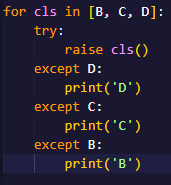 for cls in [B, C, D]:
    try:
        raise cls()
    except D:
        print('D')
    except C:
        print('C')
    except B:
        print('B')